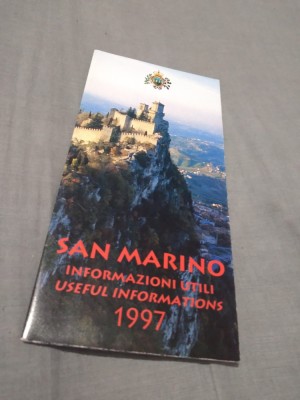 SAN MARINO
INFORMAZIONI UTILI
USEFUL INFORMATIONS
1997